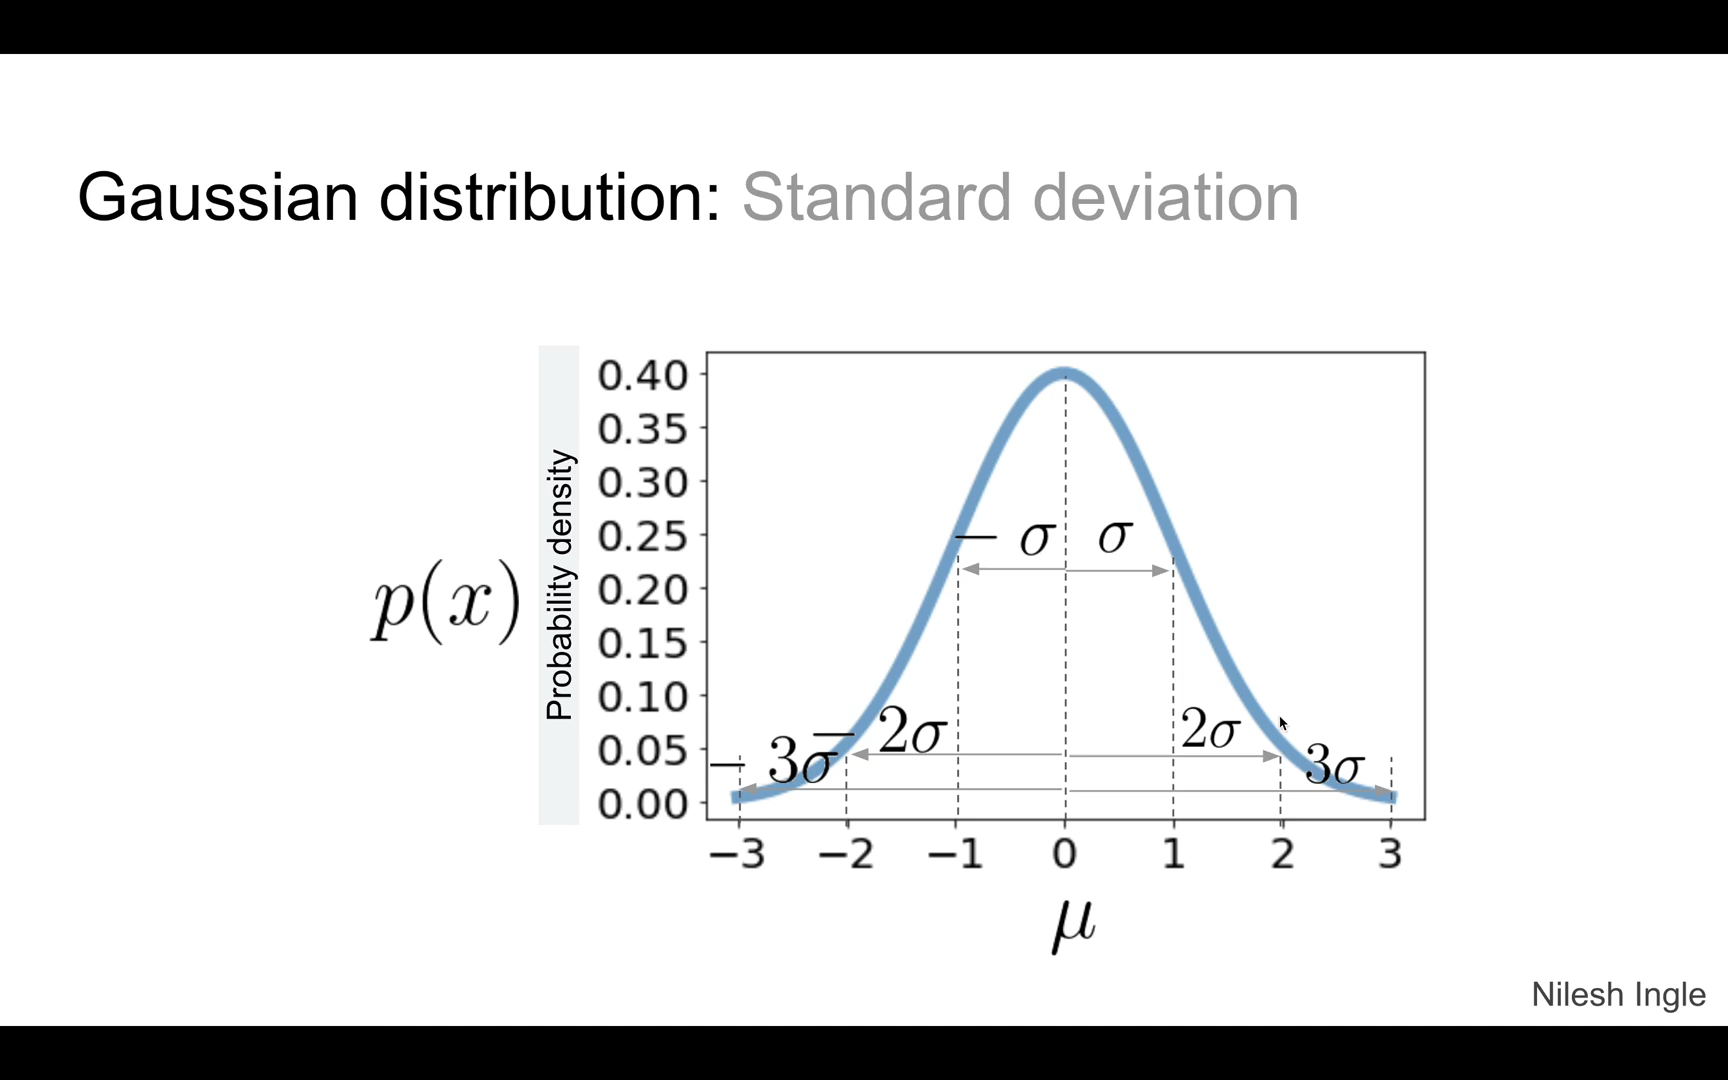 Gaussian distribution: Standard deviation
p(x)
Probability density
0.40
0.35
0.30
0.25
0.20
0.15
0.10
0.05
0.00
− σ σ
− 2σ 2σ
− 3σ 3σ
−3 −2 −1 0 1 2 3
μ
Nilesh Ingle